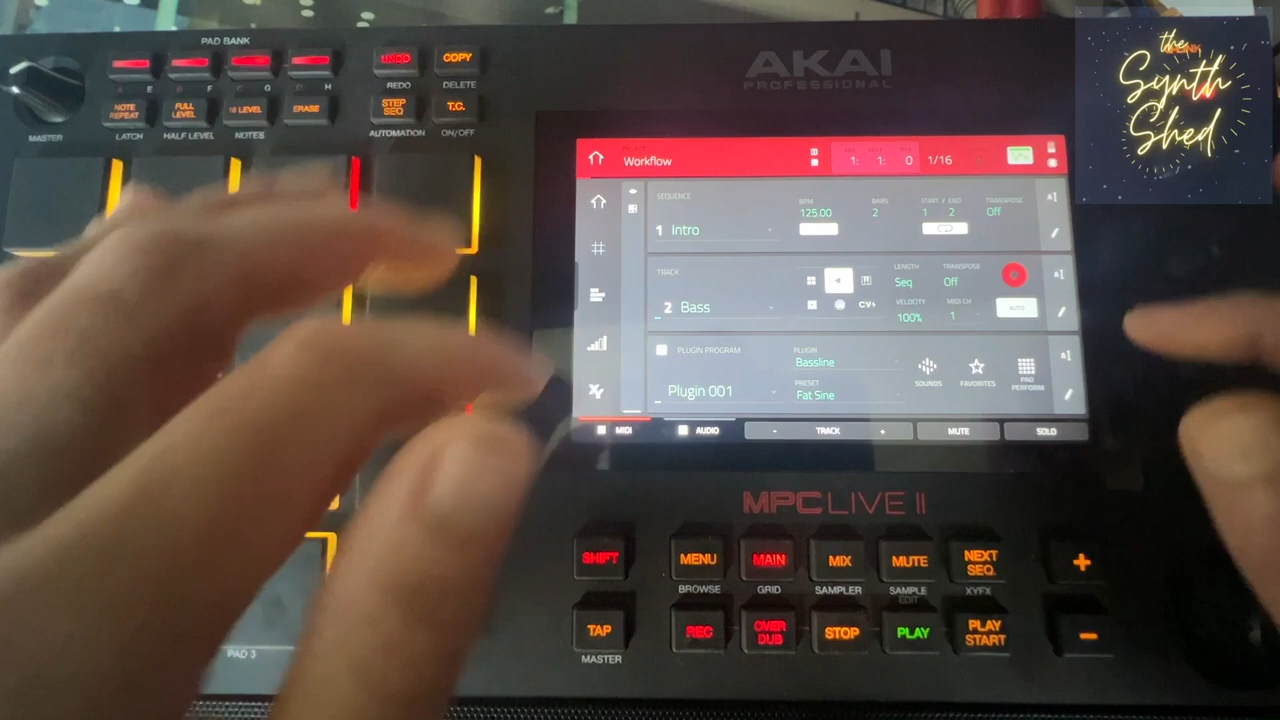 PAD BANK
E F G H
UNDO COPY
REDO DELETE
NOTE REPEAT FULL LEVEL 16 LEVEL ERASE STEP SEQ T.C.
MASTER LATCH HALF LEVEL NOTES AUTOMATION ON/OFF
AKAI
PROFESSIONAL
the
Synth
Shed
Workflow
1: 1: 0 1/16
SEQUENCE BPM BARS START / END TRANSPOSE
125.00 2 1 2 Off
1 Intro
TRACK LENGTH TRANSPOSE
Seq Off
2 Bass CV VELOCITY MIDI CH AUTO
100% 1
PLUGIN PROGRAM PLUGIN
Bassline
SOUNDS FAVORITES PAD PERFORM
PRESET
Plugin 001 Fat Sine
MIDI AUDIO - TRACK + MUTE SOLO
MPC LIVE II
SHIFT MENU MAIN MIX MUTE NEXT SEQ. +
BROWSE GRID SAMPLER SAMPLE EDIT XYFX
TAP REC OVER DUB STOP PLAY PLAY START -
MASTER
PAD 3